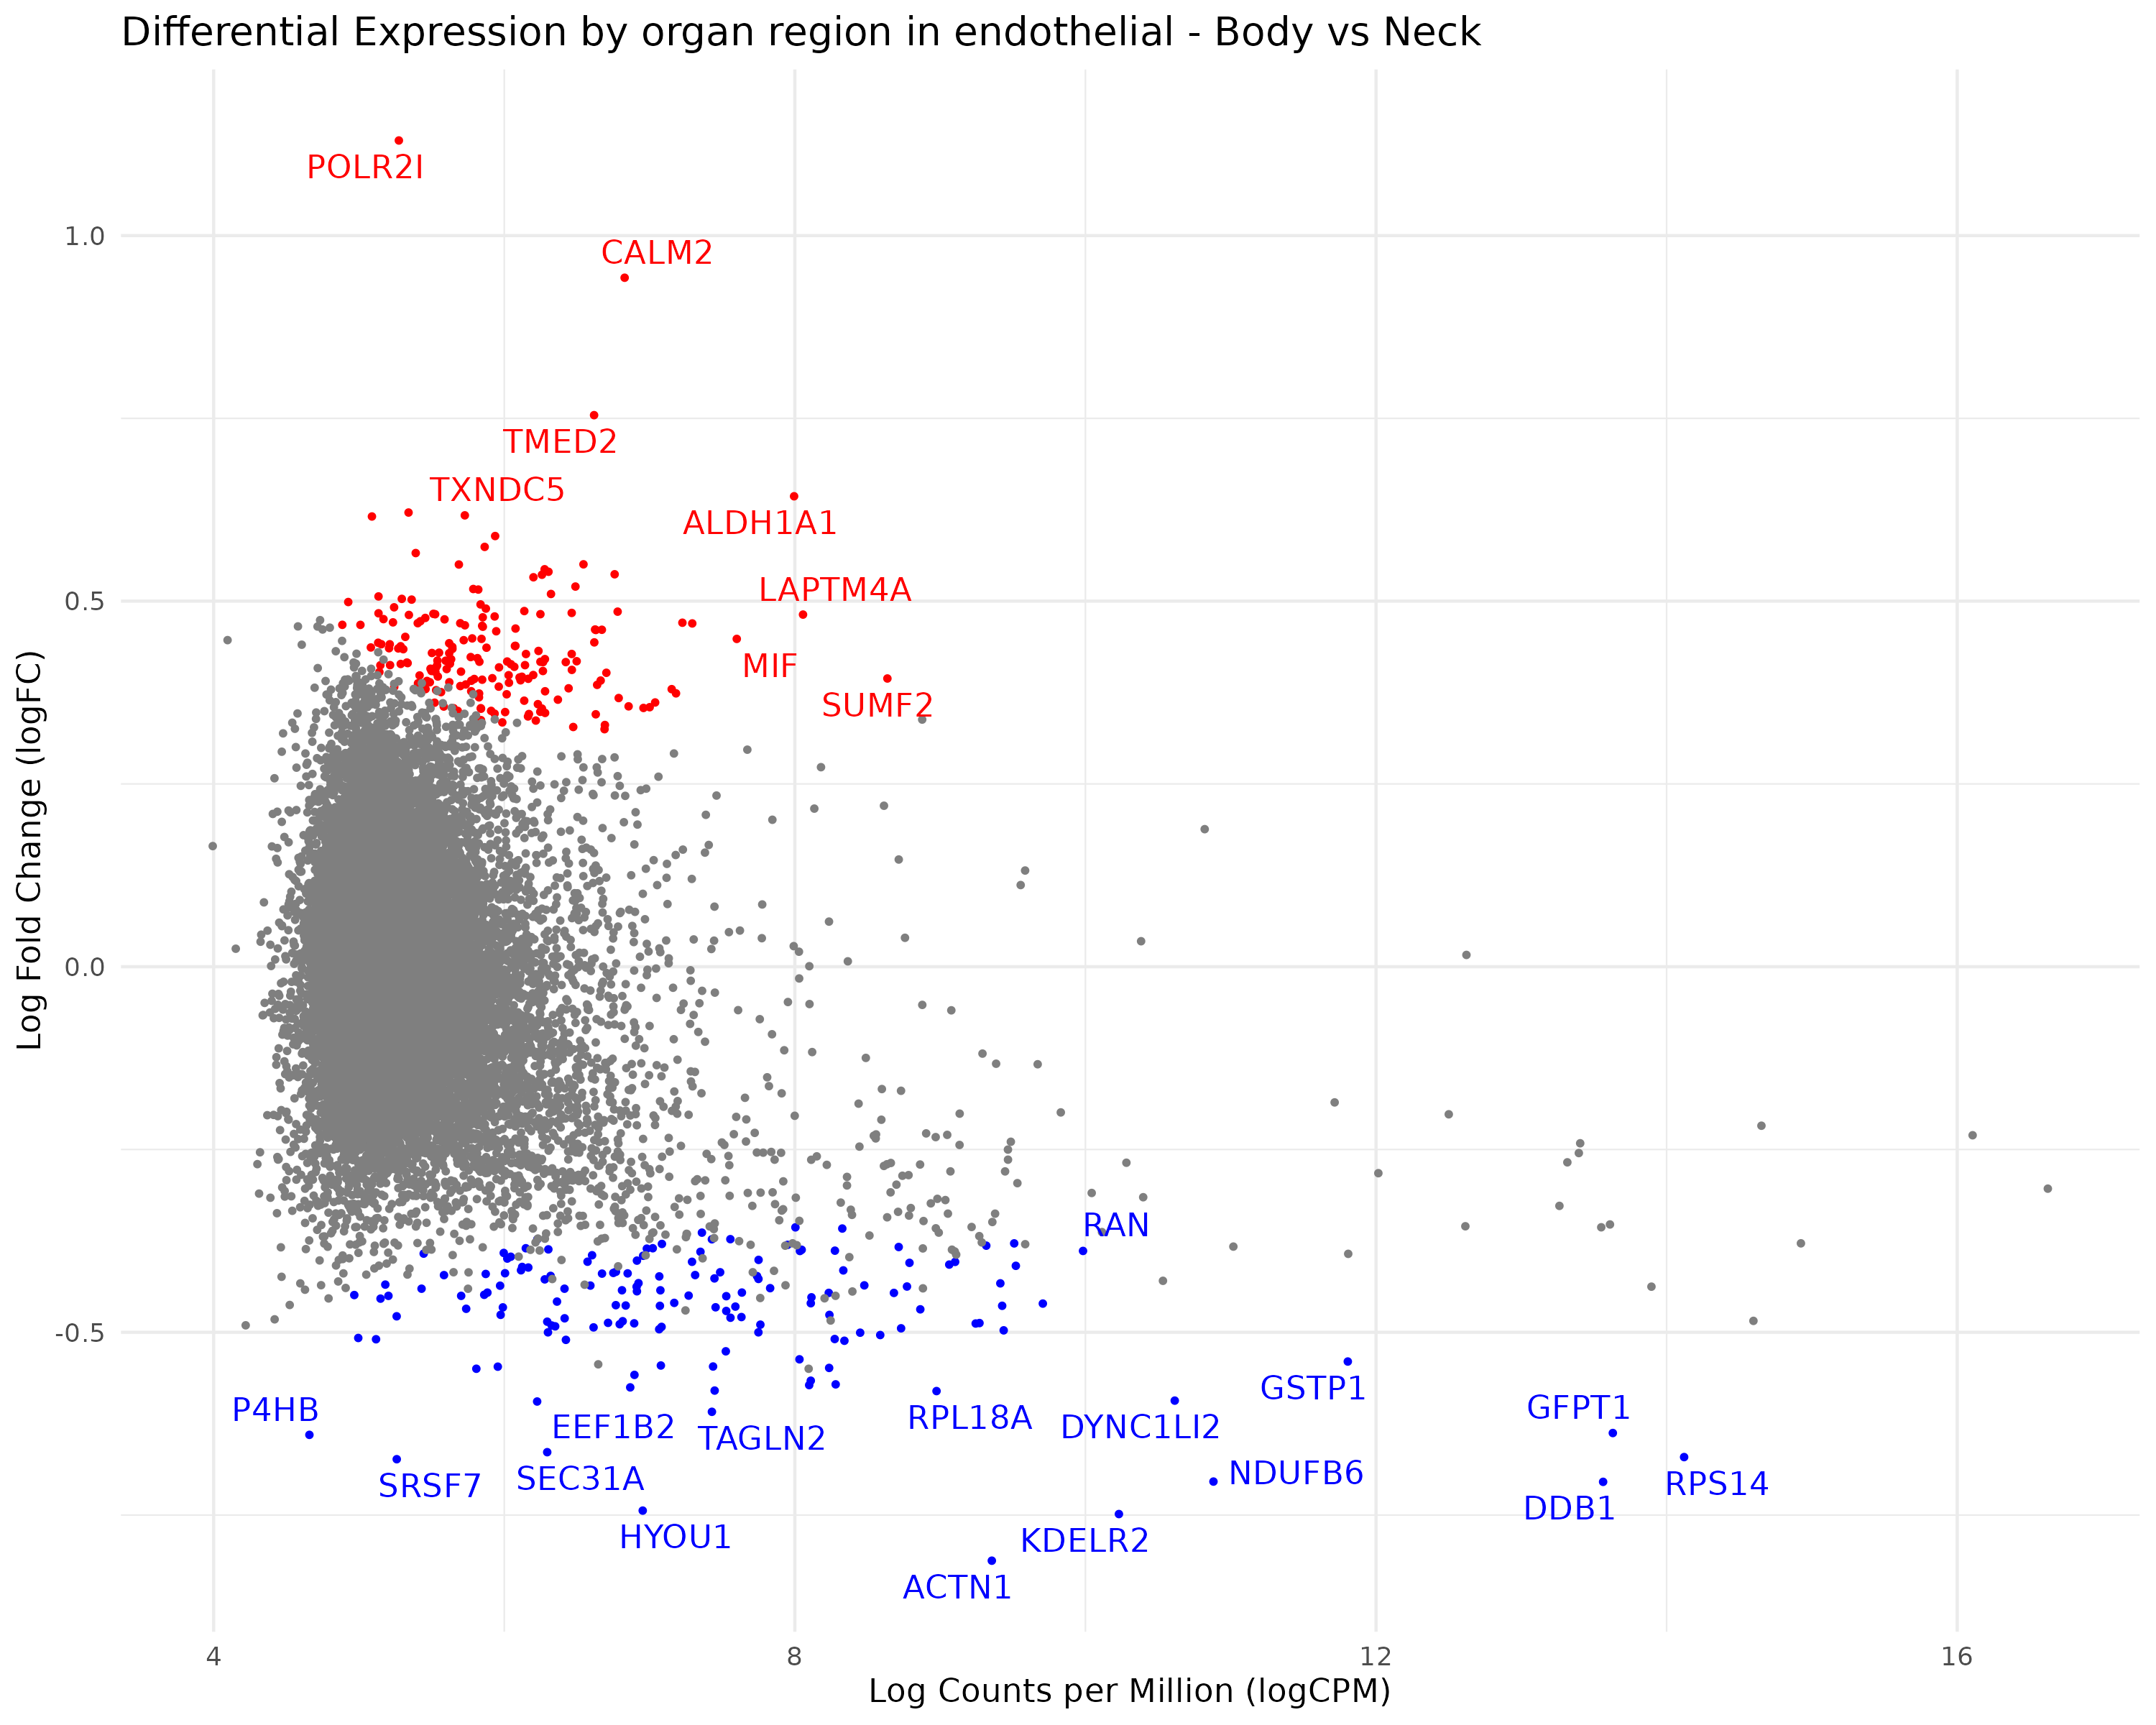 Differential Expression by organ region in endothelial - Body vs Neck
POLR2I
1.0
CALM2
TMED2
TXNDC5
ALDH1A1
0.5
LAPTM4A
MIF
SUMF2
Log Fold Change (logFC)
0.0
RAN
-0.5
GSTP1
P4HB
GFPT1
EEF1B2
TAGLN2
RPL18A
DYNC1LI2
SRSF7
SEC31A
NDUFB6
RPS14
DDB1
HYOU1
KDELR2
ACTN1
4
8
12
16
Log Counts per Million (logCPM)